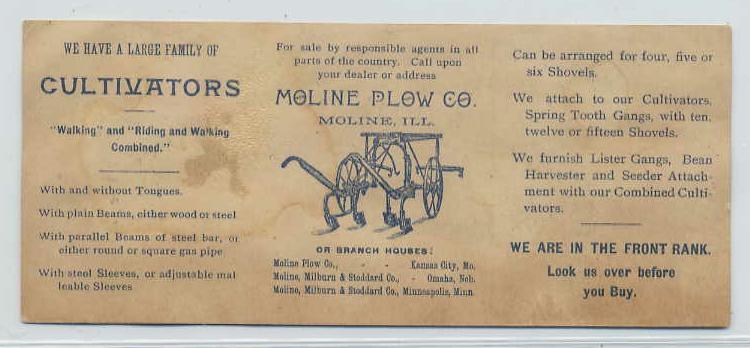 WE HAVE A LARGE FAMILY OF
CULTIVATORS
"Walking" and "Riding and Walking
Combined."
With and without Tongues.
With plain Beams, either wood or steel
With parallel Beams of steel bar, or
either round or square gas pipe
With steel Sleeves, or adjustable mal
leable Sleeves
For sale by responsible agents in all
parts of the country. Call upon
your dealer or address
MOLINE PLOW CO.
MOLINE, ILL.
OR BRANCH HOUSES:
Moline Plow Co., - - Kansas City, Mo.
Moline, Milburn & Stoddard Co., - Omaha, Neb.
Moline, Milburn & Stoddard Co., Minneapolis, Minn.
Can be arranged for four, five or
six Shovels.
We attach to our Cultivators,
Spring Tooth Gangs, with ten,
twelve or fifteen Shovels.
We furnish Lister Gangs, Bean
Harvester and Seeder Attach-
ment with our Combined Culti-
vators.
WE ARE IN THE FRONT RANK.
Look us over before
you Buy.